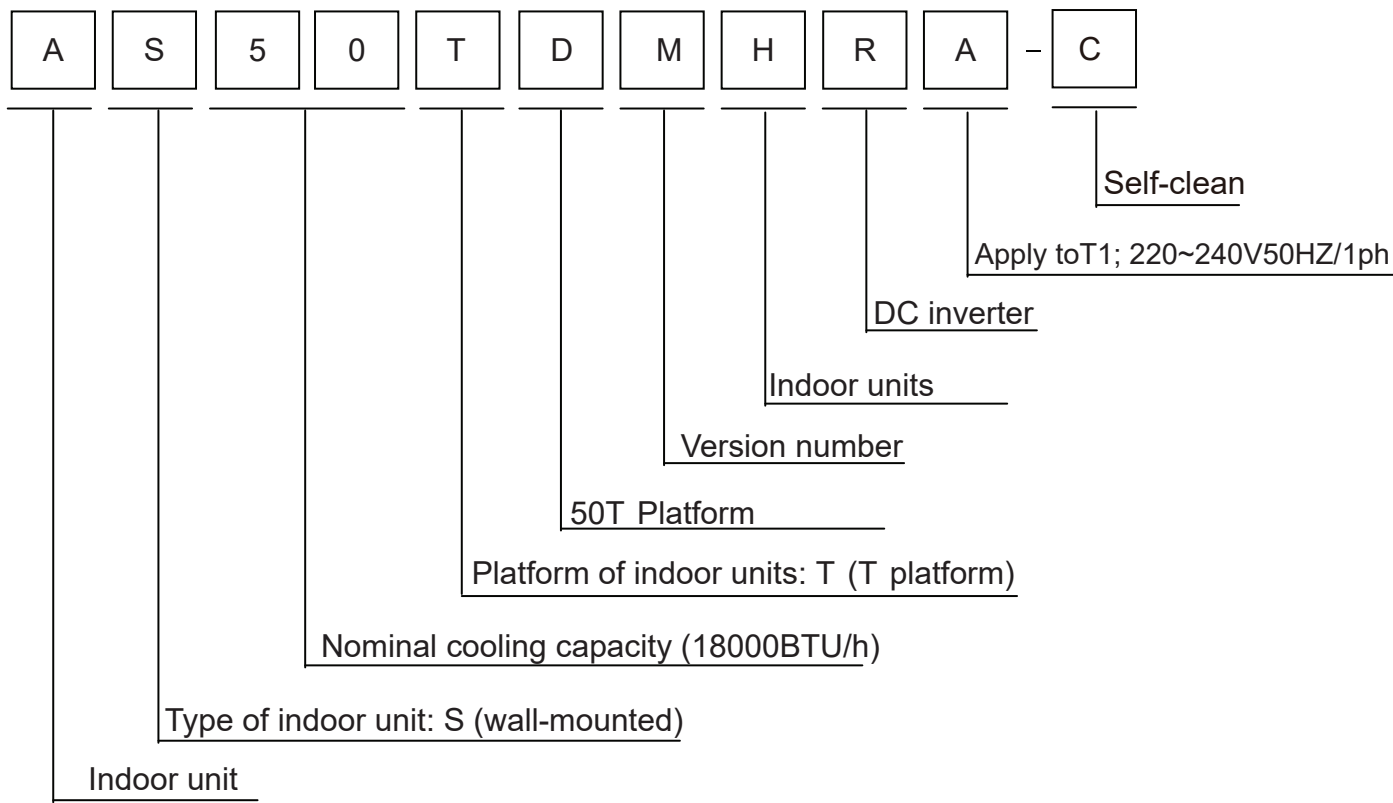 A S 5 0 T D M H R A – C
Self-clean
Apply toT1; 220~240V50HZ/1ph
DC inverter
Indoor units
Version number
50T Platform
Platform of indoor units: T (T platform)
Nominal cooling capacity (18000BTU/h)
Type of indoor unit: S (wall-mounted)
Indoor unit